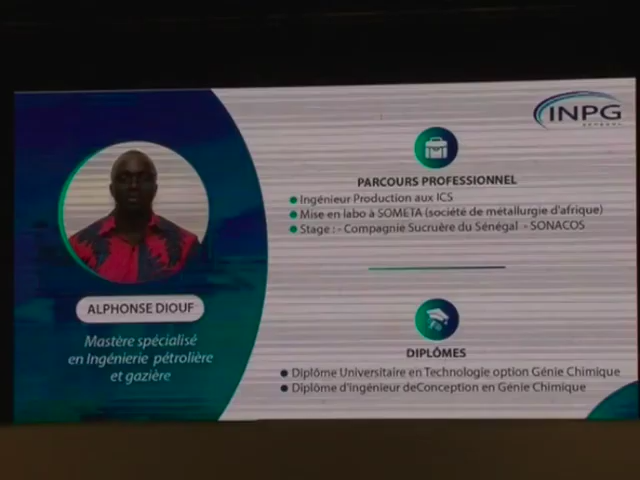 INPG
SENEGAL
PARCOURS PROFESSIONNEL
Ingénieur Production aux ICS
Mise en labo à SOMETA (société de métallurgie d'afrique)
Stage : - Compagnie Sucruère du Sénégal - SONACOS
ALPHONSE DIOUF
Mastère spécialisé
en Ingénierie pétrolière
et gazière
DIPLÔMES
Diplôme Universitaire en Technologie option Génie Chimique
Diplôme d'ingénieur deConception en Génie Chimique